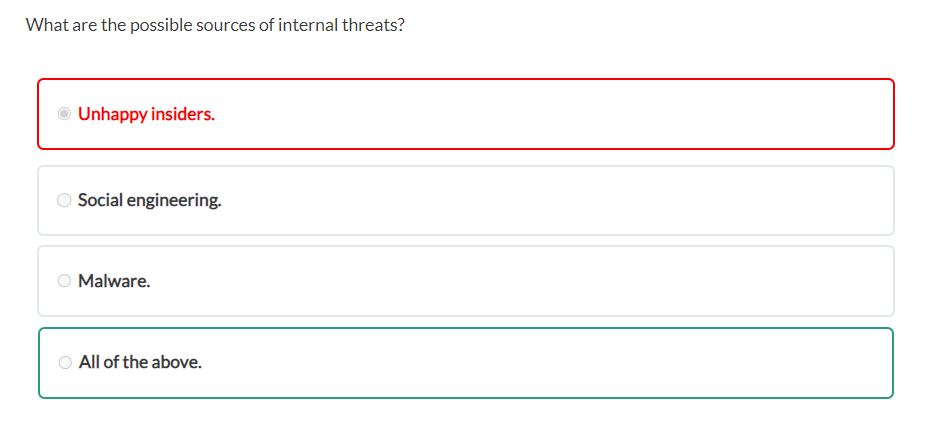 What are the possible sources of internal threats?
Unhappy insiders.
Social engineering.
Malware.
All of the above.